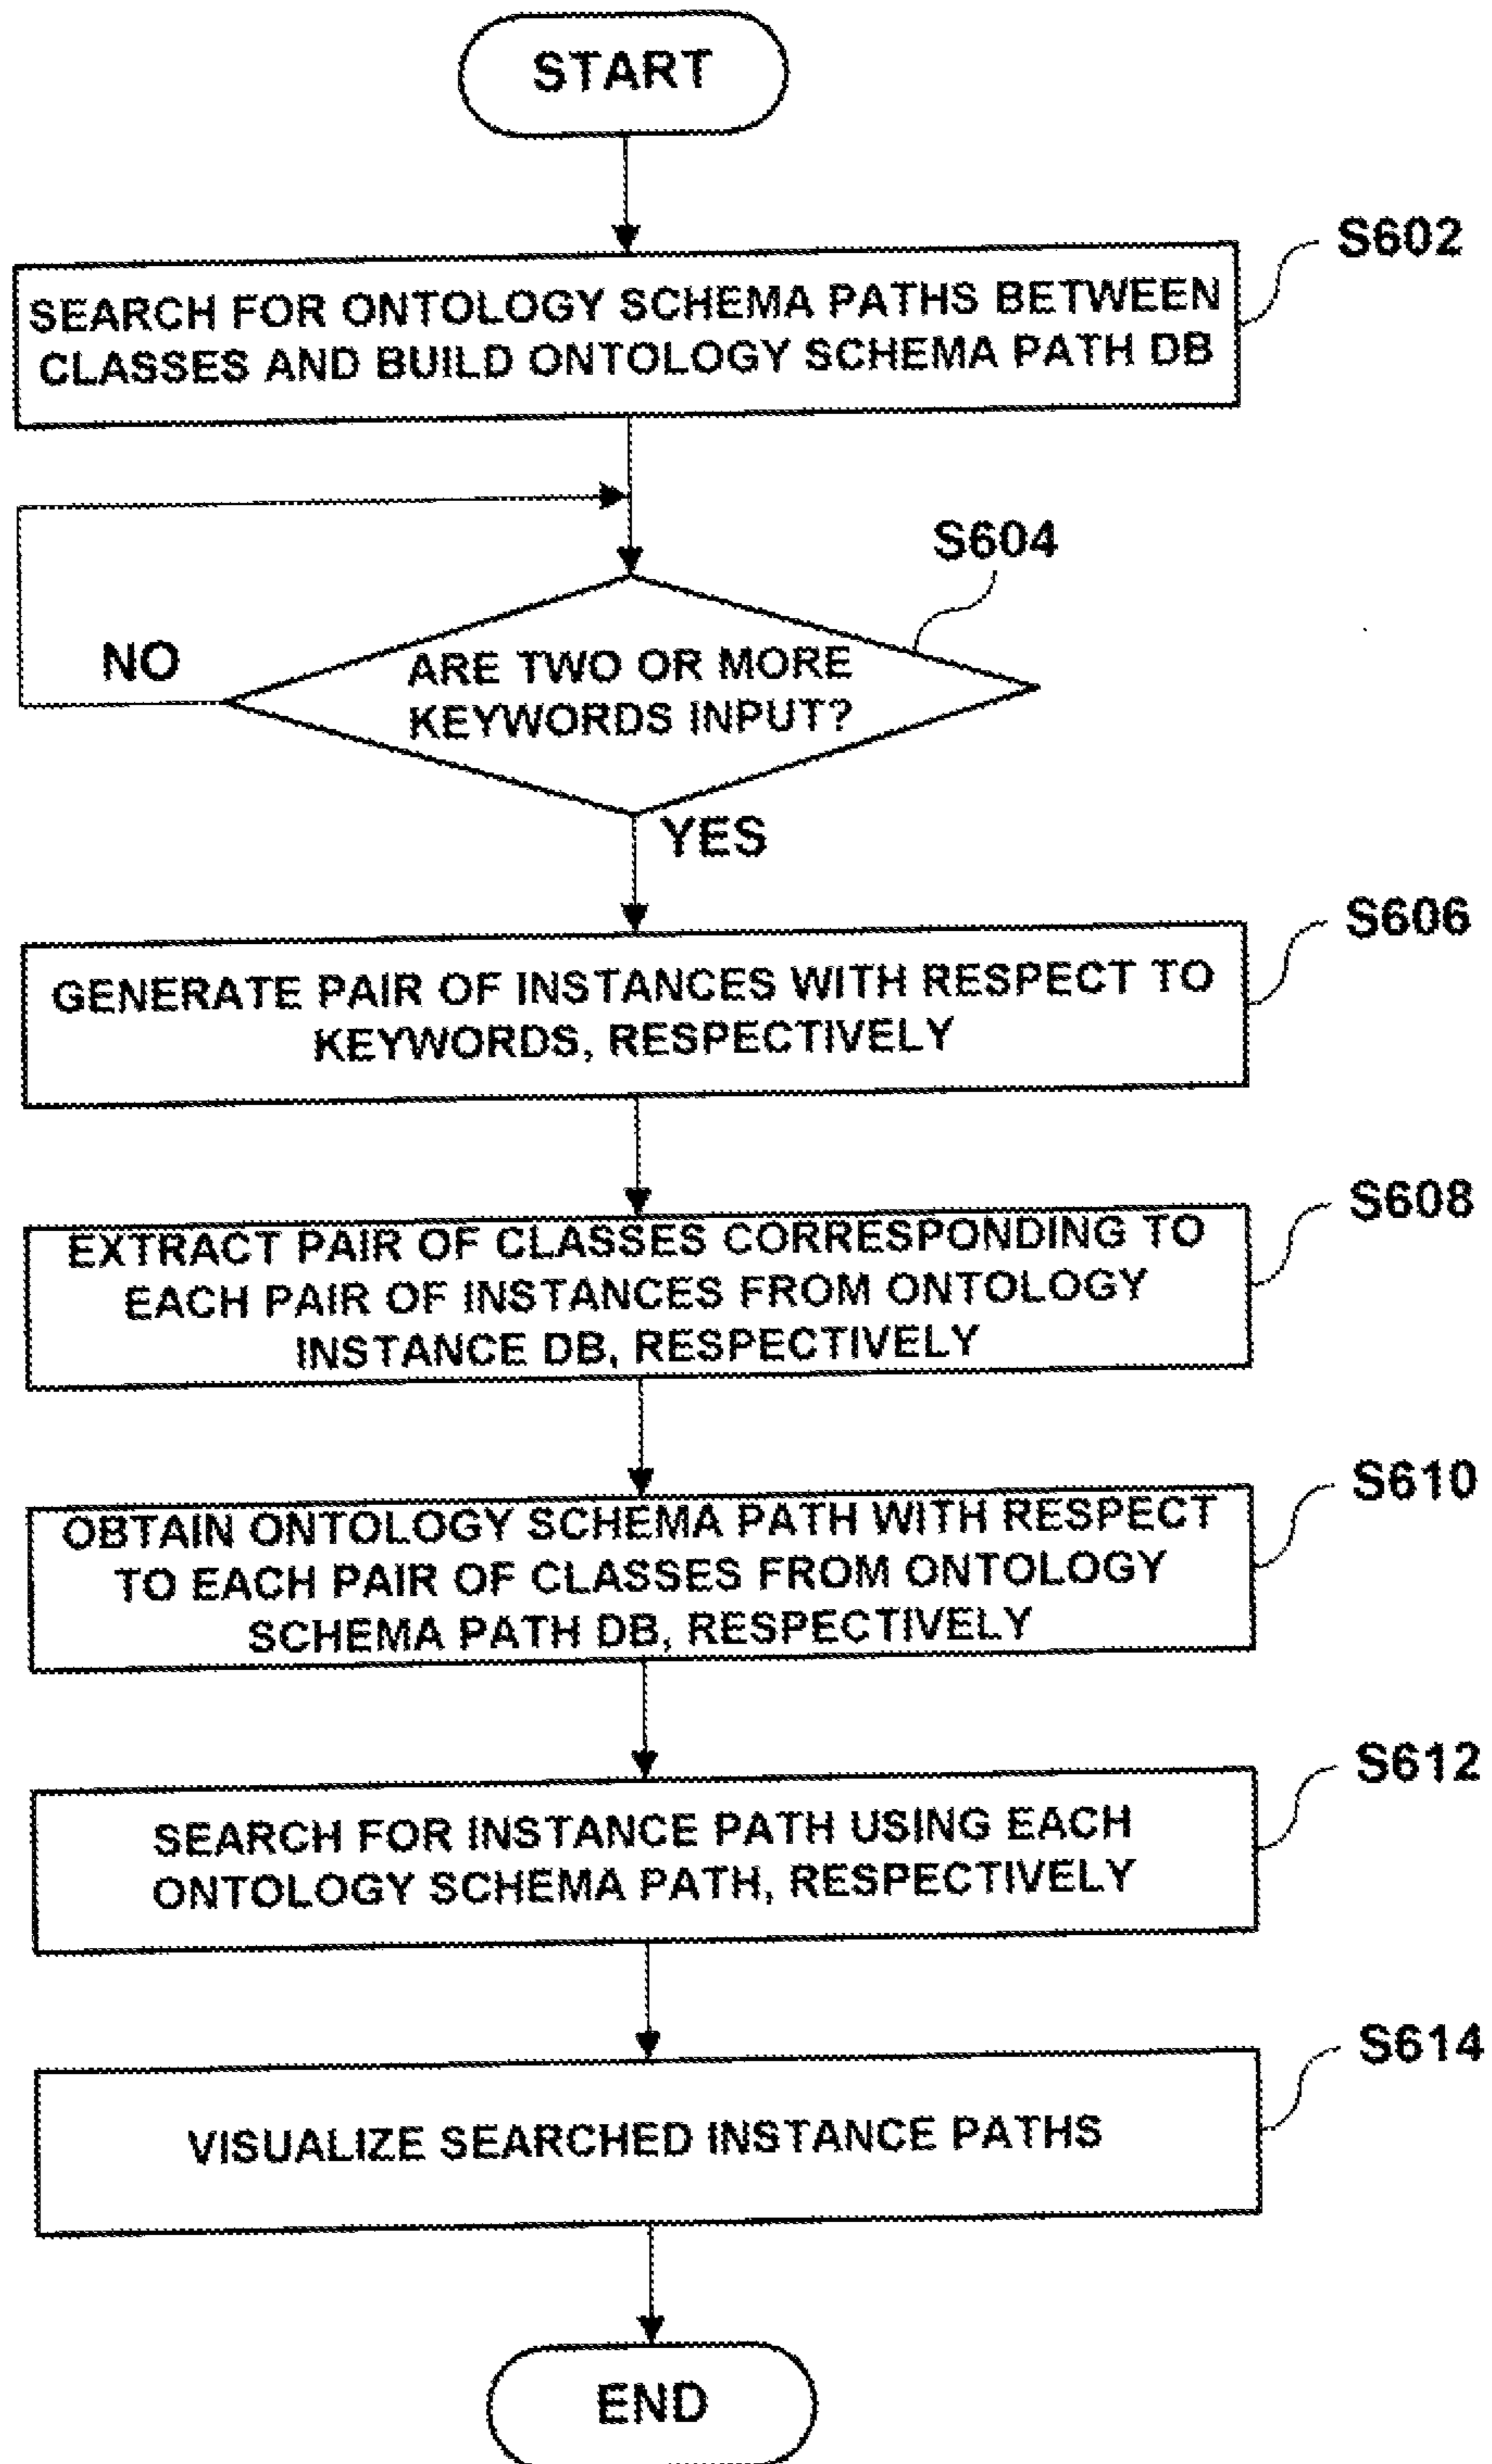 START
S602
SEARCH FOR ONTOLOGY SCHEMA PATHS BETWEEN
CLASSES AND BUILD ONTOLOGY SCHEMA PATH DB
S604
NO
ARE TWO OR MORE
KEYWORDS INPUT?
YES
S606
GENERATE PAIR OF INSTANCES WITH RESPECT TO
KEYWORDS, RESPECTIVELY
S608
EXTRACT PAIR OF CLASSES CORRESPONDING TO
EACH PAIR OF INSTANCES FROM ONTOLOGY
INSTANCE DB, RESPECTIVELY
S610
OBTAIN ONTOLOGY SCHEMA PATH WITH RESPECT
TO EACH PAIR OF CLASSES FROM ONTOLOGY
SCHEMA PATH DB, RESPECTIVELY
S612
SEARCH FOR INSTANCE PATH USING EACH
ONTOLOGY SCHEMA PATH, RESPECTIVELY
S614
VISUALIZE SEARCHED INSTANCE PATHS
END